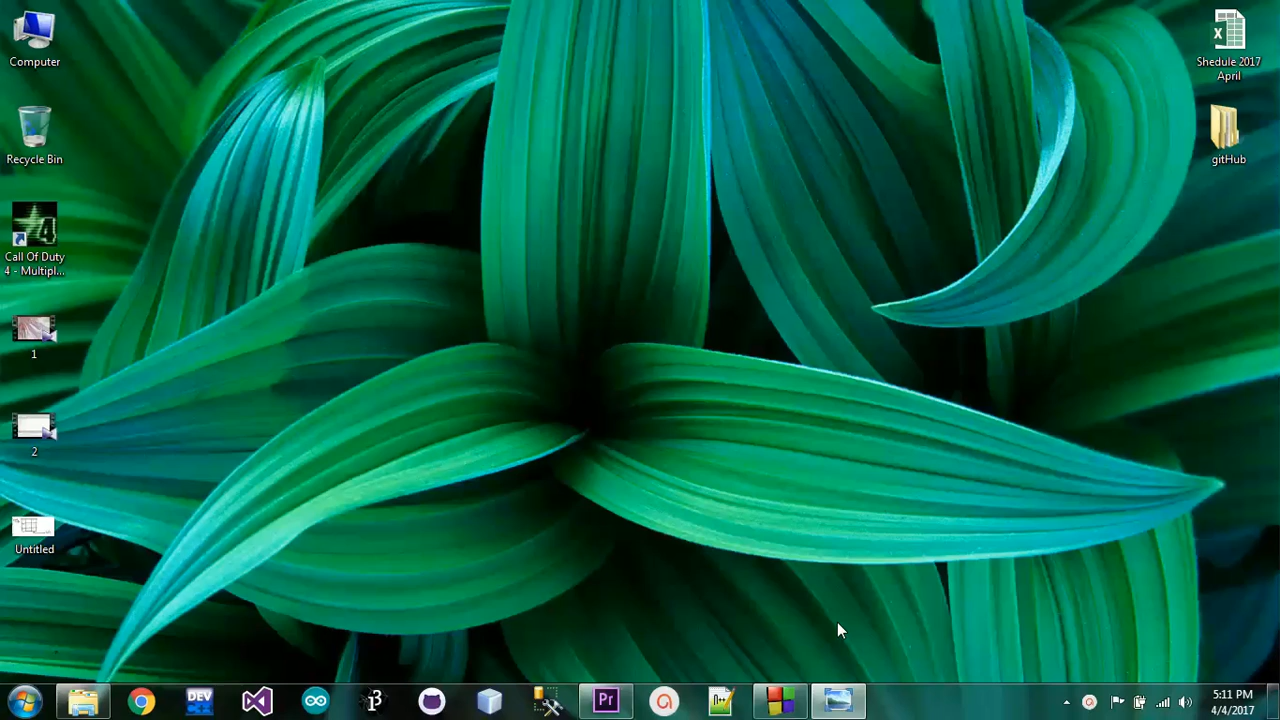 Computer
Recycle Bin
Call Of Duty
4 - Multipl...
1
2
Untitled
Shedule 2017
April
gitHub
DEV
Pr
5:11 PM
4/4/2017